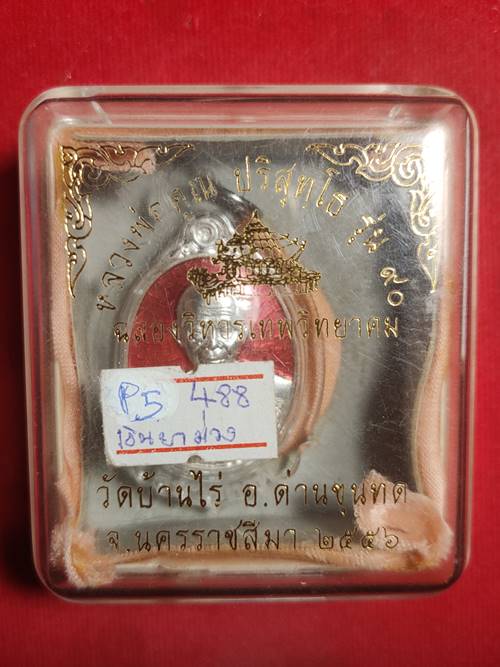 หลวงพ่อคูณ ปริสุทฺโธ รุ่น ๙๐
ฉลองวิหารเทพวิทยาคม
P5 488
เงินยาม่วง
วัดบ้านไร่ อ.ด่านขุนทด
จ.นครราชสีมา ๒๕๕๖